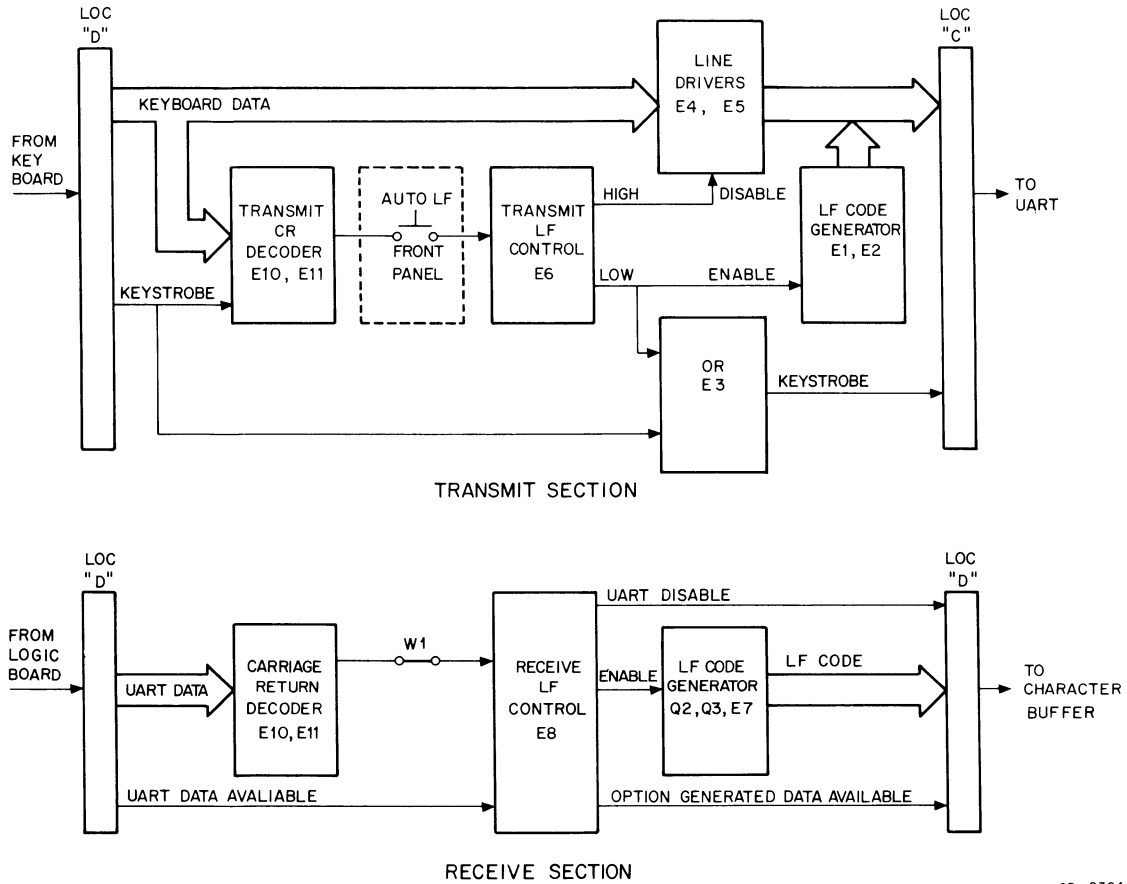 LOC
"D"
LOC
"C"
FROM
KEY
BOARD
KEYBOARD DATA
LINE
DRIVERS
E4, E5
TRANSMIT
CR
DECODER
E10, E11
AUTO LF
FRONT
PANEL
TRANSMIT
LF
CONTROL
E6
HIGH
DISABLE
LOW
ENABLE
LF CODE
GENERATOR
E1, E2
TO
UART
KEYSTROBE
OR
E3
KEYSTROBE
TRANSMIT SECTION
LOC
"D"
LOC
"D"
FROM
LOGIC
BOARD
UART DATA
CARRIAGE
RETURN
DECODER
E10, E11
W1
RECEIVE
LF
CONTROL
E8
UART DISABLE
ENABLE
LF CODE
GENERATOR
Q2, Q3, E7
LF CODE
TO
CHARACTER
BUFFER
UART DATA AVALIABLE
OPTION GENERATED DATA AVAILABLE
RECEIVE SECTION